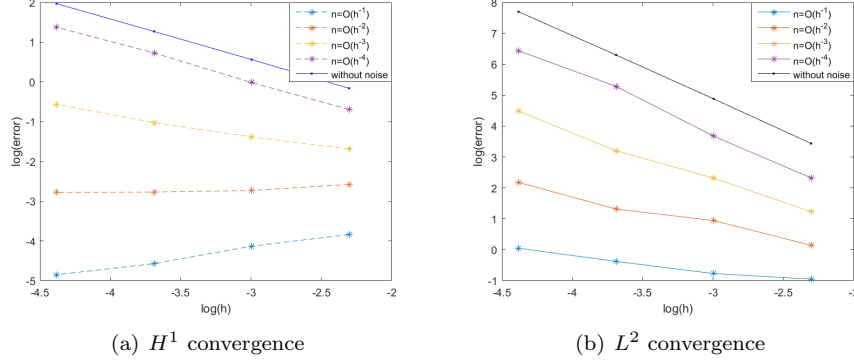 2
1
0
-1
-2
-3
-4
-5
log(error)
-4.5
-4
-3.5
-3
-2.5
-2
log(h)
n=O(h⁻¹)
n=O(h⁻²)
n=O(h⁻³)
n=O(h⁻⁴)
without noise
(a) H¹ convergence
8
7
6
5
4
3
2
1
0
-1
log(error)
-4.5
-4
-3.5
-3
-2.5
-2
log(h)
n=O(h⁻¹)
n=O(h⁻²)
n=O(h⁻³)
n=O(h⁻⁴)
without noise
(b) L² convergence